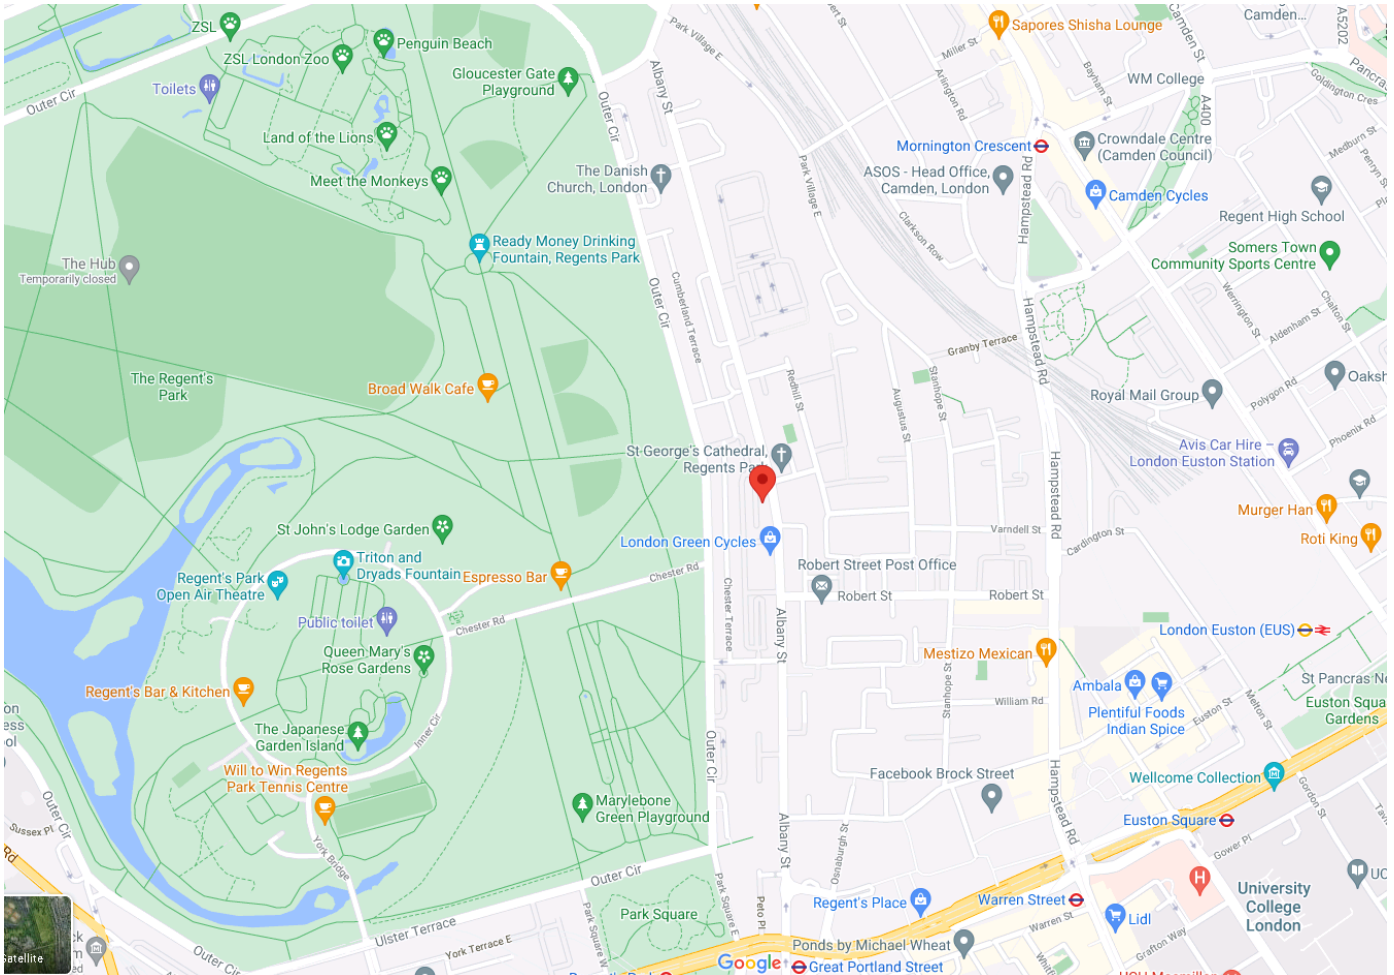 ZSL
Penguin Beach
ZSL London Zoo
Toilets
Gloucester Gate
Playground
Outer Cir
Outer Cir
Land of the Lions
Meet the Monkeys
Park Village E
Albany St
Sapores Shisha Lounge
Miller St
Camden St
Camden...
A5202
WM College
Bayham St
Arlington Rd
A400
Goldington Cres
Pancra
Mornington Crescent
Crowndale Centre
(Camden Council)
Medburn St
Penryn St
The Danish
Church, London
ASOS - Head Office,
Camden, London
Park Village E
Hampstead Rd
Camden Cycles
Regent High School
Clarkson Row
Ready Money Drinking
Fountain, Regents Park
Somers Town
Community Sports Centre
The Hub
Temporarily closed
Outer Cir
Cumberland Terrace
Werrington St
Chalton St
Aldenham St
Hampstead Rd
Granby Terrace
The Regent's
Park
Broad Walk Cafe
Redhill St
Augustus St
Stanhope St
Royal Mail Group
Polygon Rd
Oaksh
Phoenix Rd
St George's Cathedral,
Regents Park
Avis Car Hire –
London Euston Station
Hampstead Rd
Murger Han
Roti King
St John's Lodge Garden
London Green Cycles
Varndell St
Cardington St
Triton and
Dryads Fountain
Espresso Bar
Chester Rd
Robert Street Post Office
Regent's Park
Open Air Theatre
Robert St
Robert St
Public toilet
Chester Rd
Chester Terrace
Albany St
London Euston (EUS)
Queen Mary's
Rose Gardens
Mestizo Mexican
Regent's Bar & Kitchen
Stanhope St
William Rd
Ambala
Plentiful Foods
Indian Spice
Euston St
Melton St
St Pancras Ne
Euston Squa
Gardens
on
ess
ol
The Japanese
Garden Island
Inner Cir
Outer Cir
Will to Win Regents
Park Tennis Centre
Facebook Brock Street
Hampstead Rd
Wellcome Collection
Gordon St
Marylebone
Green Playground
Albany St
Osnaburgh St
Euston Square
Gower Pl
Outer Cir
Sussex Pl
Rd
York Bridge
Outer Cir
Park Square E
Peto Pl
Regent's Place
Warren Street
H
University
College
London
UC
Park Square
Park Square W
Warren St
Lidl
Grafton Way
Satellite
Outer Cir
Ulster Terrace
York Terrace E
Ponds by Michael Wheat
Google
Great Portland Street